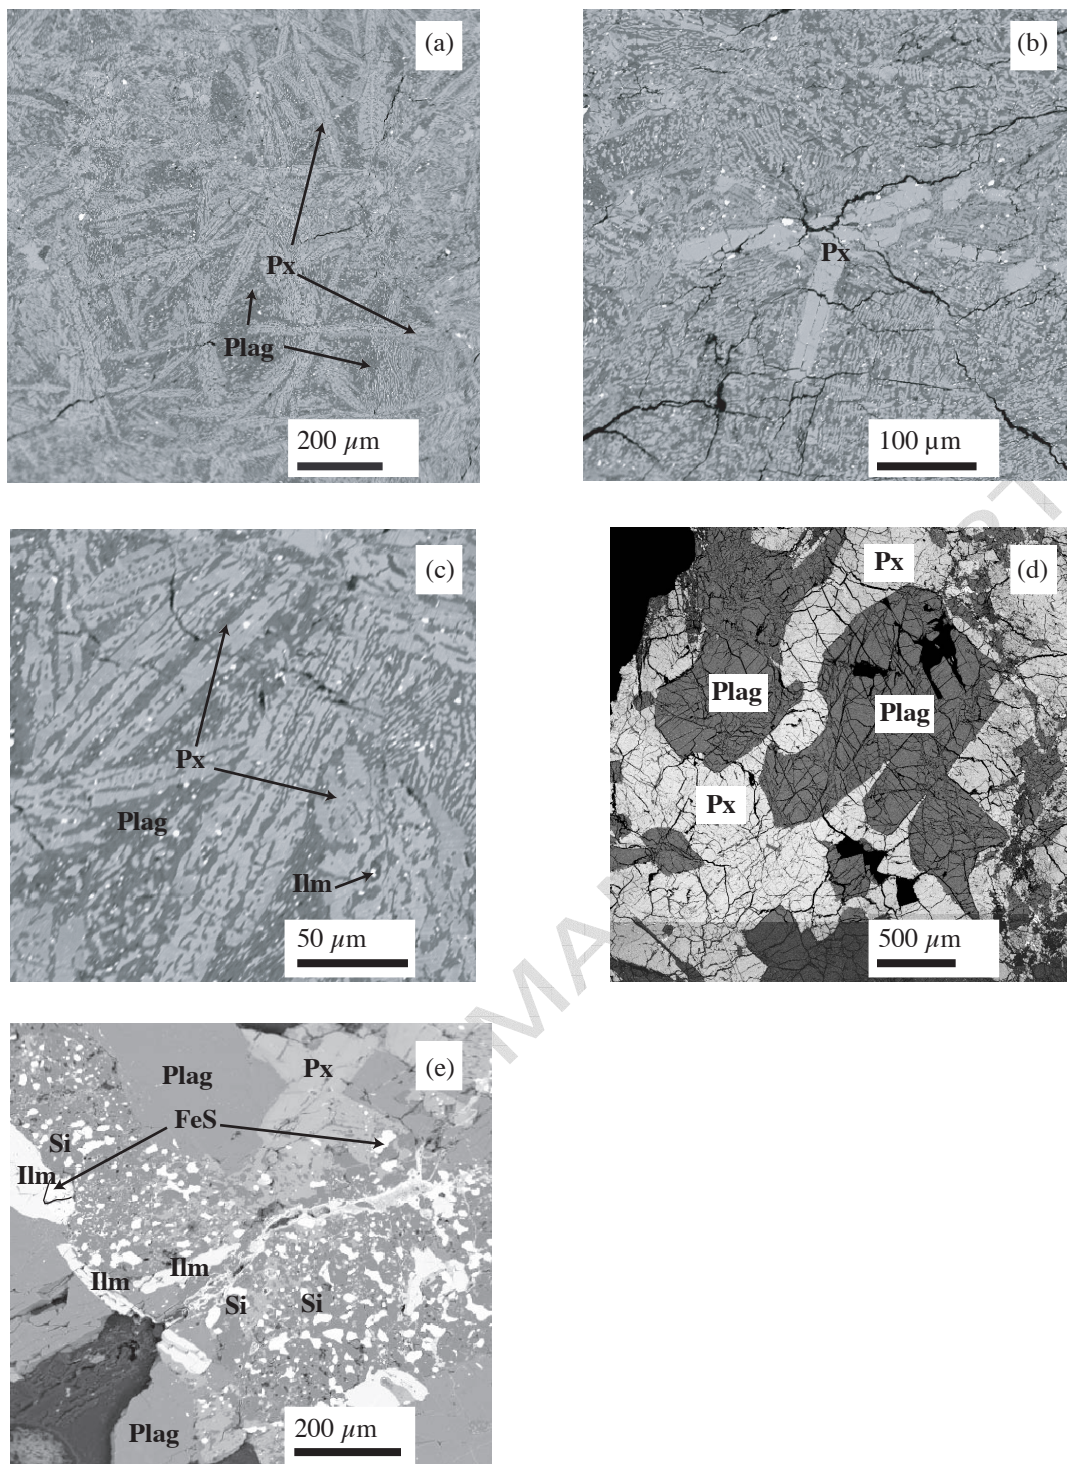 (a)
Px
Plag
200 µm
(b)
Px
100 µm
(c)
Px
Plag
Ilm
50 µm
(d)
Px
Plag
Plag
Px
500 µm
(e)
Px
Plag
FeS
Si
Ilm
Ilm
Ilm
Si
Si
Plag
200 µm